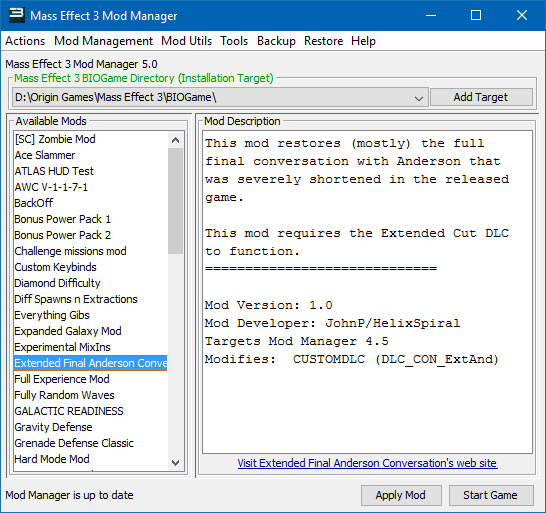 Mass Effect 3 Mod Manager
Actions Mod Management Mod Utils Tools Backup Restore Help
Mass Effect 3 Mod Manager 5.0
Mass Effect 3 BIOGame Directory (Installation Target)
D:\Origin Games\Mass Effect 3\BIOGame\
Add Target
Available Mods
[SC] Zombie Mod
Ace Slammer
ATLAS HUD Test
AWC V-1-1-7-1
BackOff
Bonus Power Pack 1
Bonus Power Pack 2
Challenge missions mod
Custom Keybinds
Diamond Difficulty
Diff Spawns n Extractions
Everything Gibs
Expanded Galaxy Mod
Experimental MixIns
Extended Final Anderson Conve
Full Experience Mod
Fully Random Waves
GALACTIC READINESS
Gravity Defense
Grenade Defense Classic
Hard Mode Mod
Mod Description
This mod restores (mostly) the full
final conversation with Anderson that
was severely shortened in the released
game.
This mod requires the Extended Cut DLC
to function.
=============================
Mod Version: 1.0
Mod Developer: JohnP/HelixSpiral
Targets Mod Manager 4.5
Modifies:  CUSTOMDLC (DLC_CON_ExtAnd)
Visit Extended Final Anderson Conversation's web site
Mod Manager is up to date
Apply Mod
Start Game